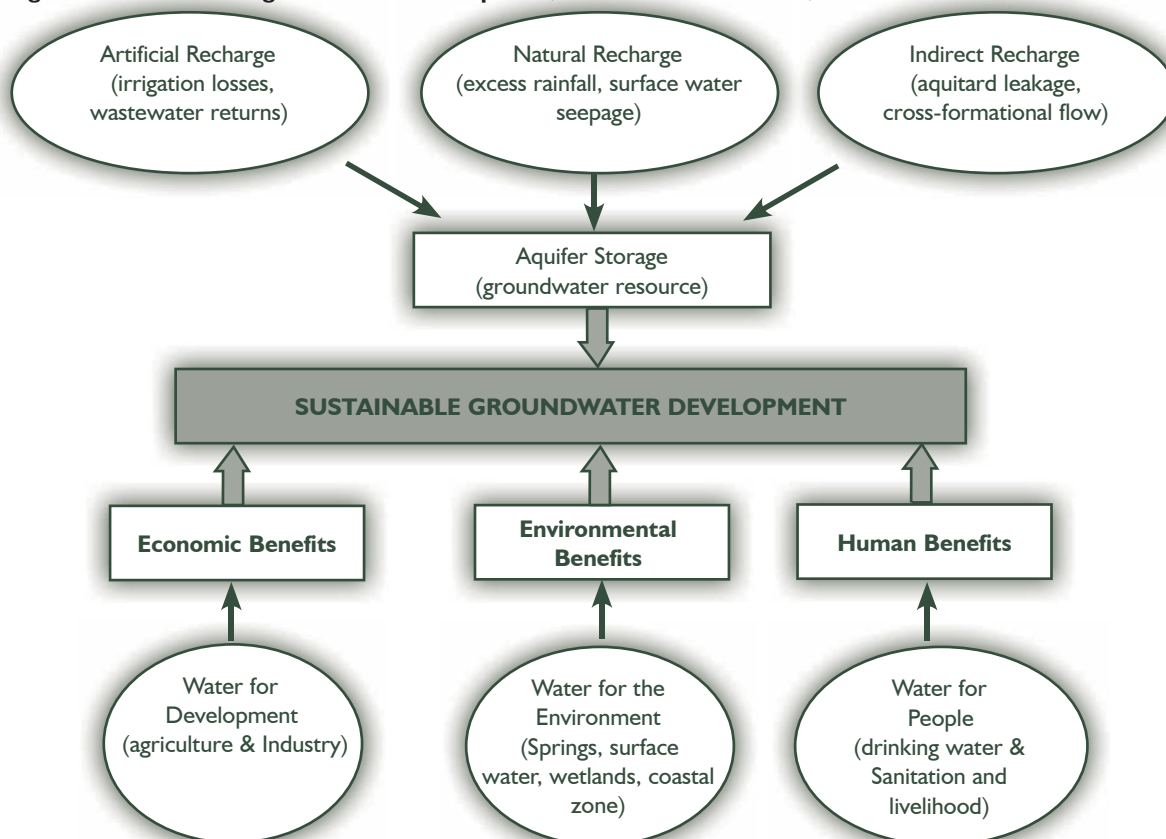 Artificial Recharge
(irrigation losses,
wastewater returns)
Natural Recharge
(excess rainfall, surface water
seepage)
Indirect Recharge
(aquitard leakage,
cross-formational flow)
Aquifer Storage
(groundwater resource)
SUSTAINABLE GROUNDWATER DEVELOPMENT
Economic Benefits
Environmental
Benefits
Human Benefits
Water for
Development
(agriculture & Industry)
Water for the
Environment
(Springs, surface
water, wetlands, coastal
zone)
Water for
People
(drinking water &
Sanitation and
livelihood)